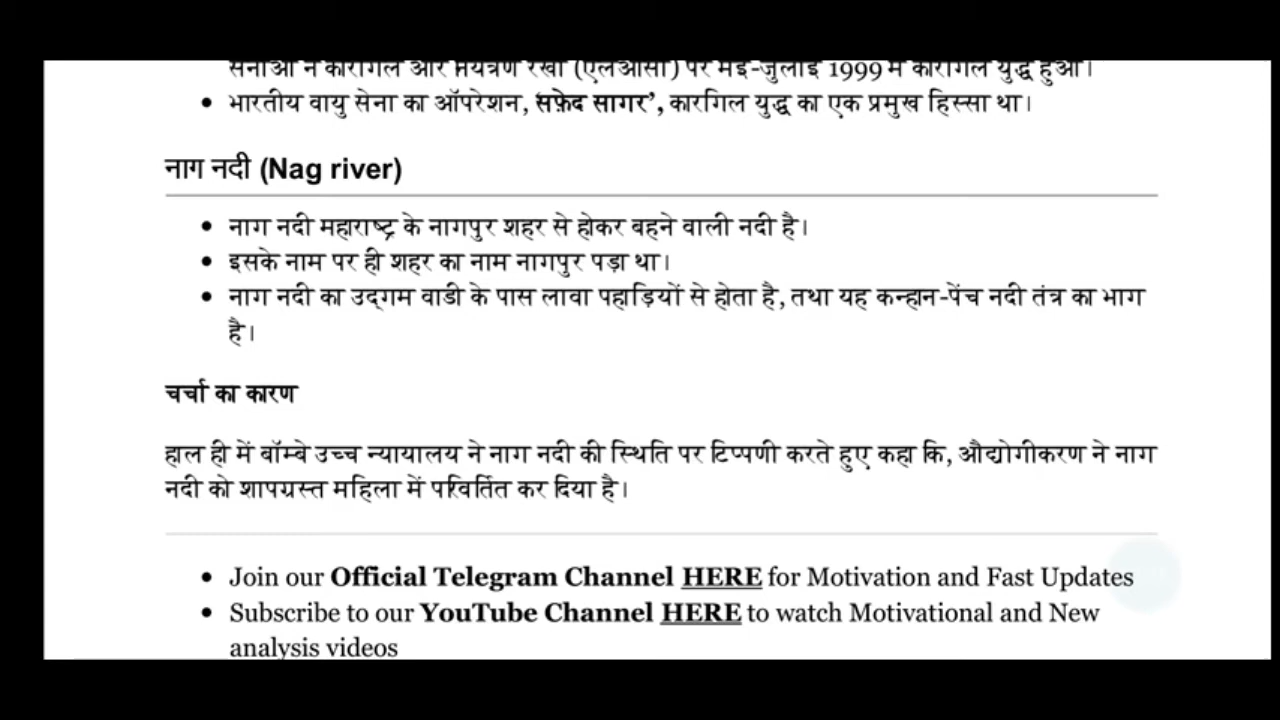 सेनाओं ने कारगिल और नियंत्रण रेखा (एलओसी) पर मई-जुलाई 1999 में कारगिल युद्ध हुआ।
• भारतीय वायु सेना का ऑपरेशन, सफ़ेद सागर’, कारगिल युद्ध का एक प्रमुख हिस्सा था।
नाग नदी (Nag river)
• नाग नदी महाराष्ट्र के नागपुर शहर से होकर बहने वाली नदी है।
• इसके नाम पर ही शहर का नाम नागपुर पड़ा था।
• नाग नदी का उद्गम वाडी के पास लावा पहाड़ियों से होता है, तथा यह कन्हान-पेंच नदी तंत्र का भाग
है।
चर्चा का कारण
हाल ही में बॉम्बे उच्च न्यायालय ने नाग नदी की स्थिति पर टिप्पणी करते हुए कहा कि, औद्योगीकरण ने नाग
नदी को शापग्रस्त महिला में परिवर्तित कर दिया है।
• Join our Official Telegram Channel HERE for Motivation and Fast Updates
• Subscribe to our YouTube Channel HERE to watch Motivational and New
analysis videos